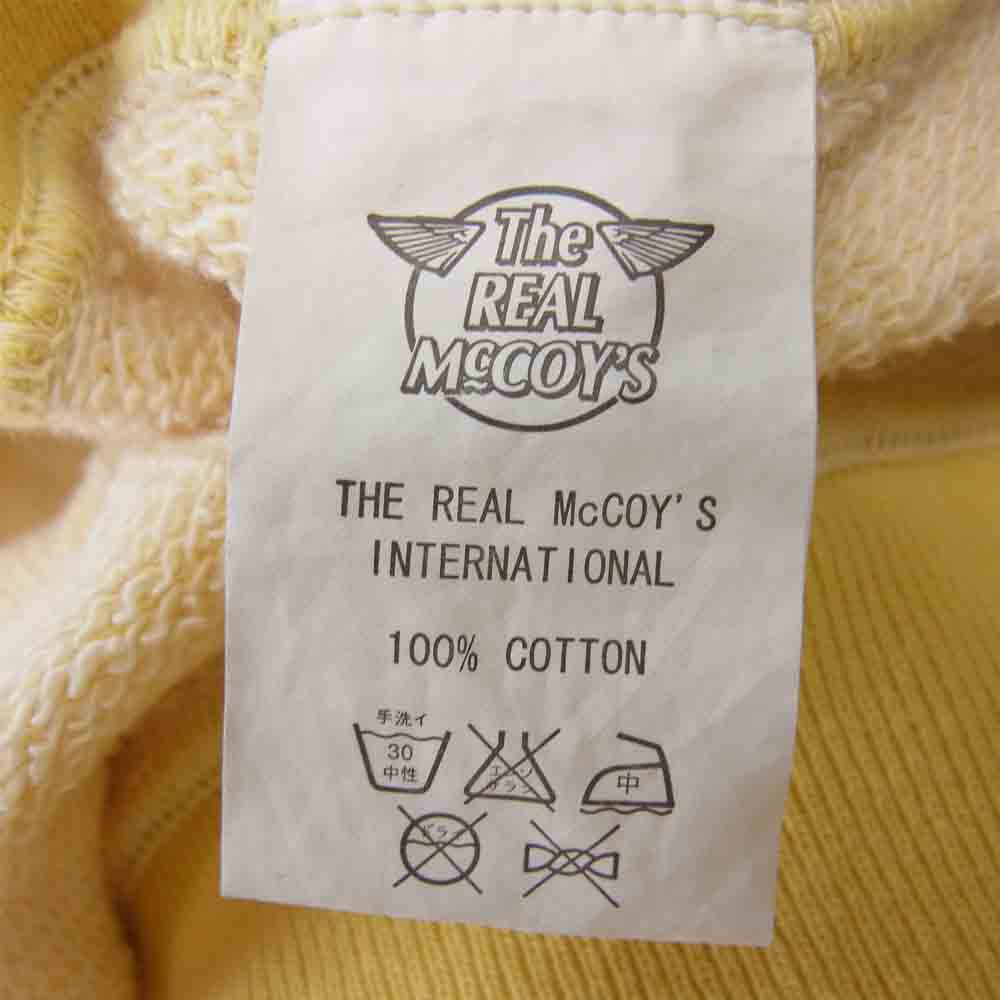 The
REAL
McCOY'S
THE REAL McCOY'S
INTERNATIONAL
100% COTTON
手洗イ
30
中性
エンソ
サラシ
中
ドライ